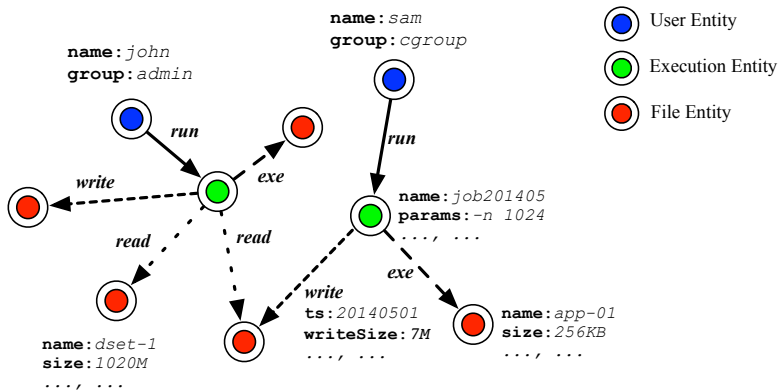 name:sam
group:cgroup
User Entity
name:john
group:admin
Execution Entity
File Entity
run
run
exe
write
name:job201405
params:-n 1024
..., ...
read
read
exe
write
ts:20140501
writeSize:7M
..., ...
name:app-01
size:256KB
..., ...
name:dset-1
size:1020M
..., ...